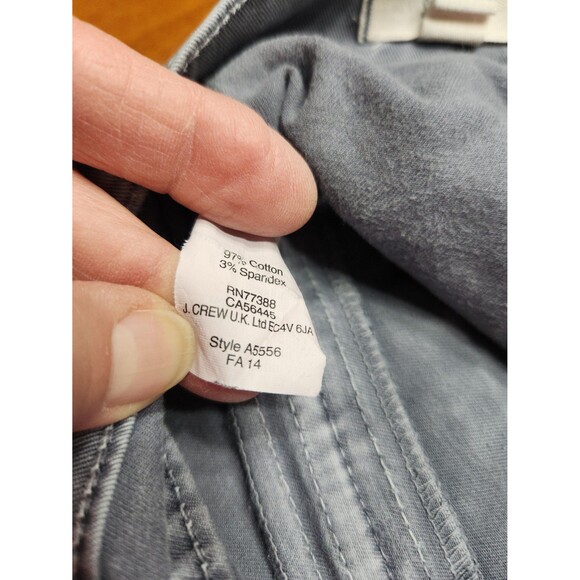 97% Cotton
3% Spandex
RN77388
CA56445
J. CREW U.K. Ltd EC4V 6JA
Style A5556
FA 14